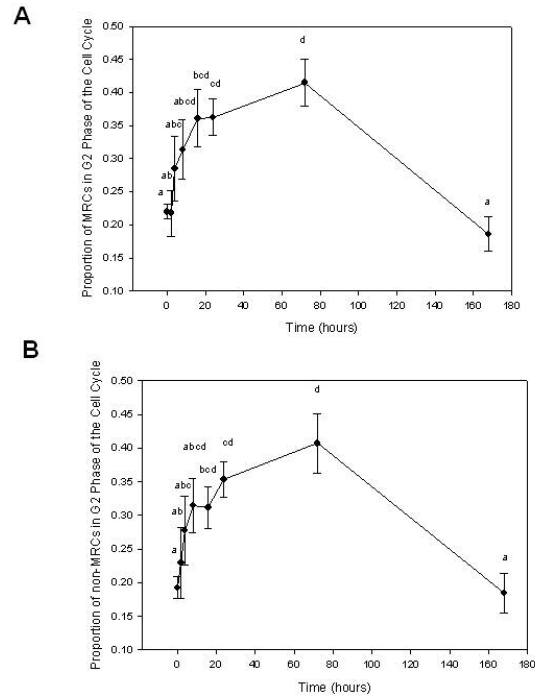 A
Proportion of MRCs in G2 Phase of the Cell Cycle
0.50
0.45
0.40
0.35
0.30
0.25
0.20
0.15
0.10
a
ab
abc
abcd
bcd
cd
d
a
0 20 40 60 80 100 120 140 160 180
Time (hours)
B
Proportion of non-MRCs in G2 Phase of the Cell Cycle
0.50
0.45
0.40
0.35
0.30
0.25
0.20
0.15
0.10
a
ab
abc
abcd
bcd
cd
d
a
0 20 40 60 80 100 120 140 160 180
Time (hours)